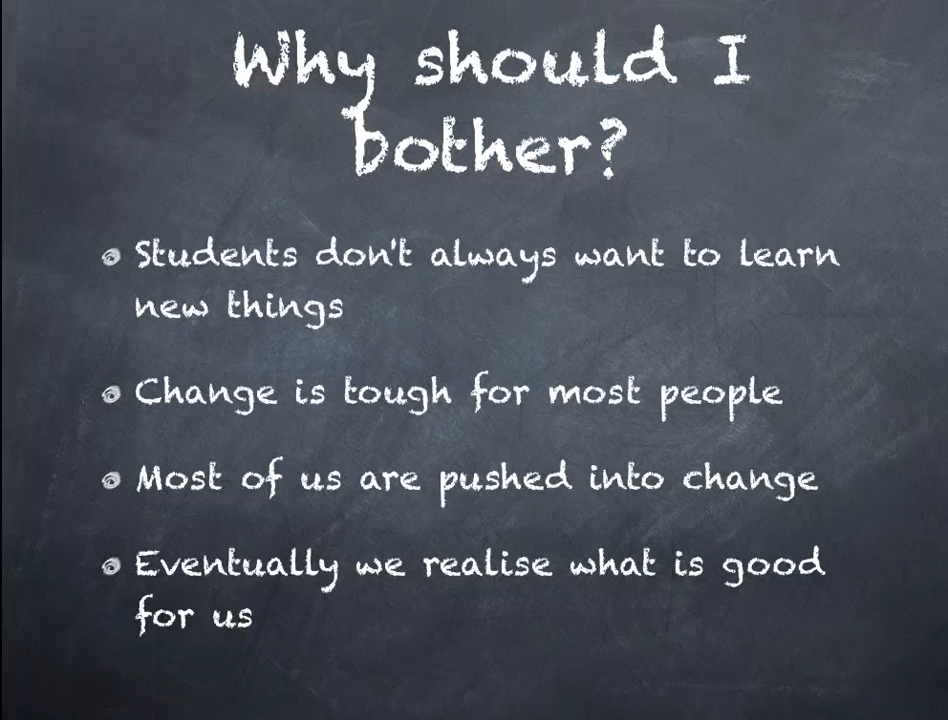 Why should I
bother?
Students don't always want to learn
new things
Change is tough for most people
Most of us are pushed into change
Eventually we realise what is good
for us